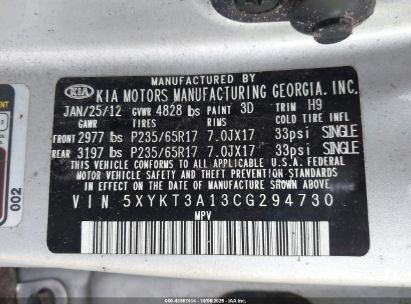 MANUFACTURED BY
KIA KIA MOTORS MANUFACTURING GEORGIA. INC.
JAN/25/12 GVWR 4828 lbs PAINT 3D TRIM H9
GAWR TIRES RIMS COLD TIRE INFL
FRONT 2977 lbs P235/65R17 7.0JX17 33psi SINGLE
REAR 3197 lbs P235/65R17 7.0JX17 33psi SINGLE
THIS VEHICLE CONFORMS TO ALL APPLICABLE U.S. FEDERAL MOTOR
VEHICLE SAFETY AND THEFT PREVENTION STANDARDS
IN EFFECT ON THE DATE OF MANUFACTURE SHOWN ABOVE.
VIN 5XYKT3A13CG294730
MPV
002